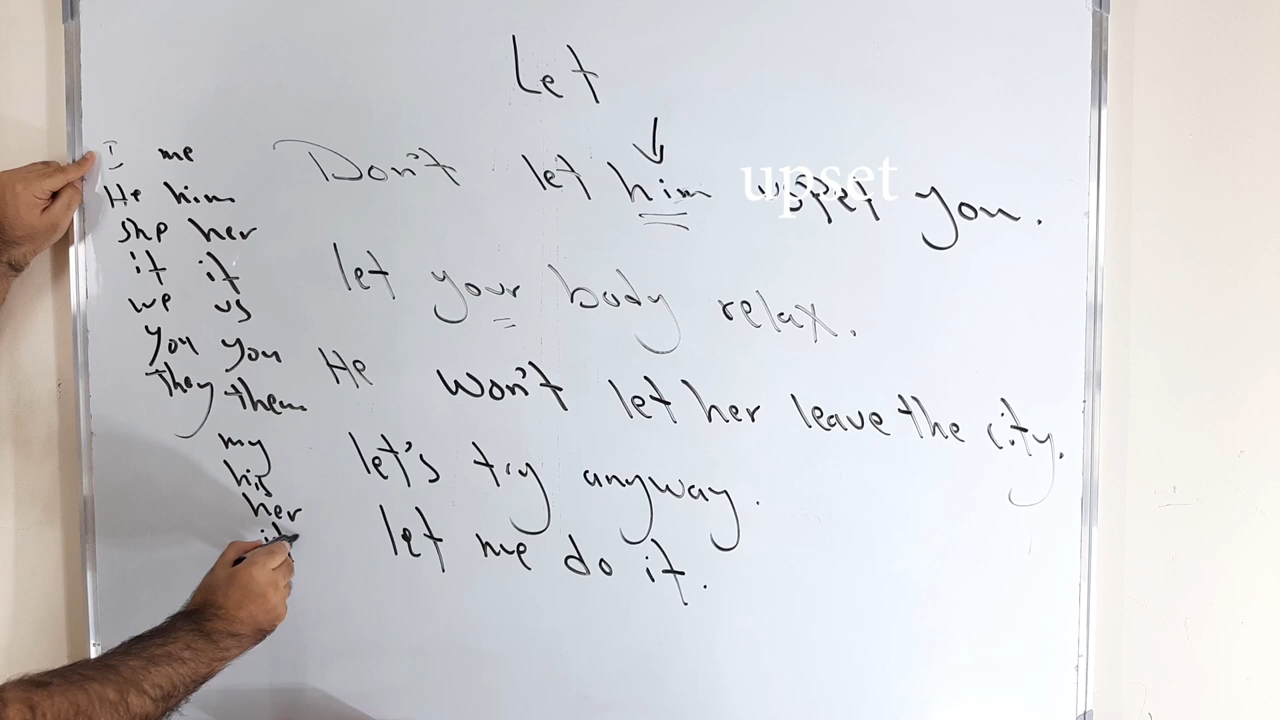 Let
I me
He him
she her
it it
we us
you you
they them
my
his
her
Don't let him upset you.
upset
let your body relax.
He won't let her leave the city.
let's try anyway.
let me do it.